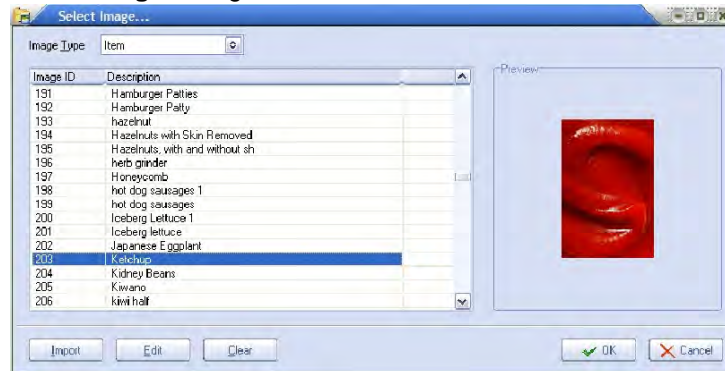 Select Image...
Image Type Item
Image ID Description
191 Hamburger Patties
192 Hamburger Patty
193 hazelnut
194 Hazelnuts with Skin Removed
195 Hazelnuts, with and without sh
196 herb grinder
197 Honeycomb
198 hot dog sausages 1
199 hot dog sausages
200 Iceberg Lettuce 1
201 Iceberg lettuce
202 Japanese Eggplant
203 Ketchup
204 Kidney Beans
205 Kiwano
206 kiwi half
Preview
Import Edit Clear OK Cancel